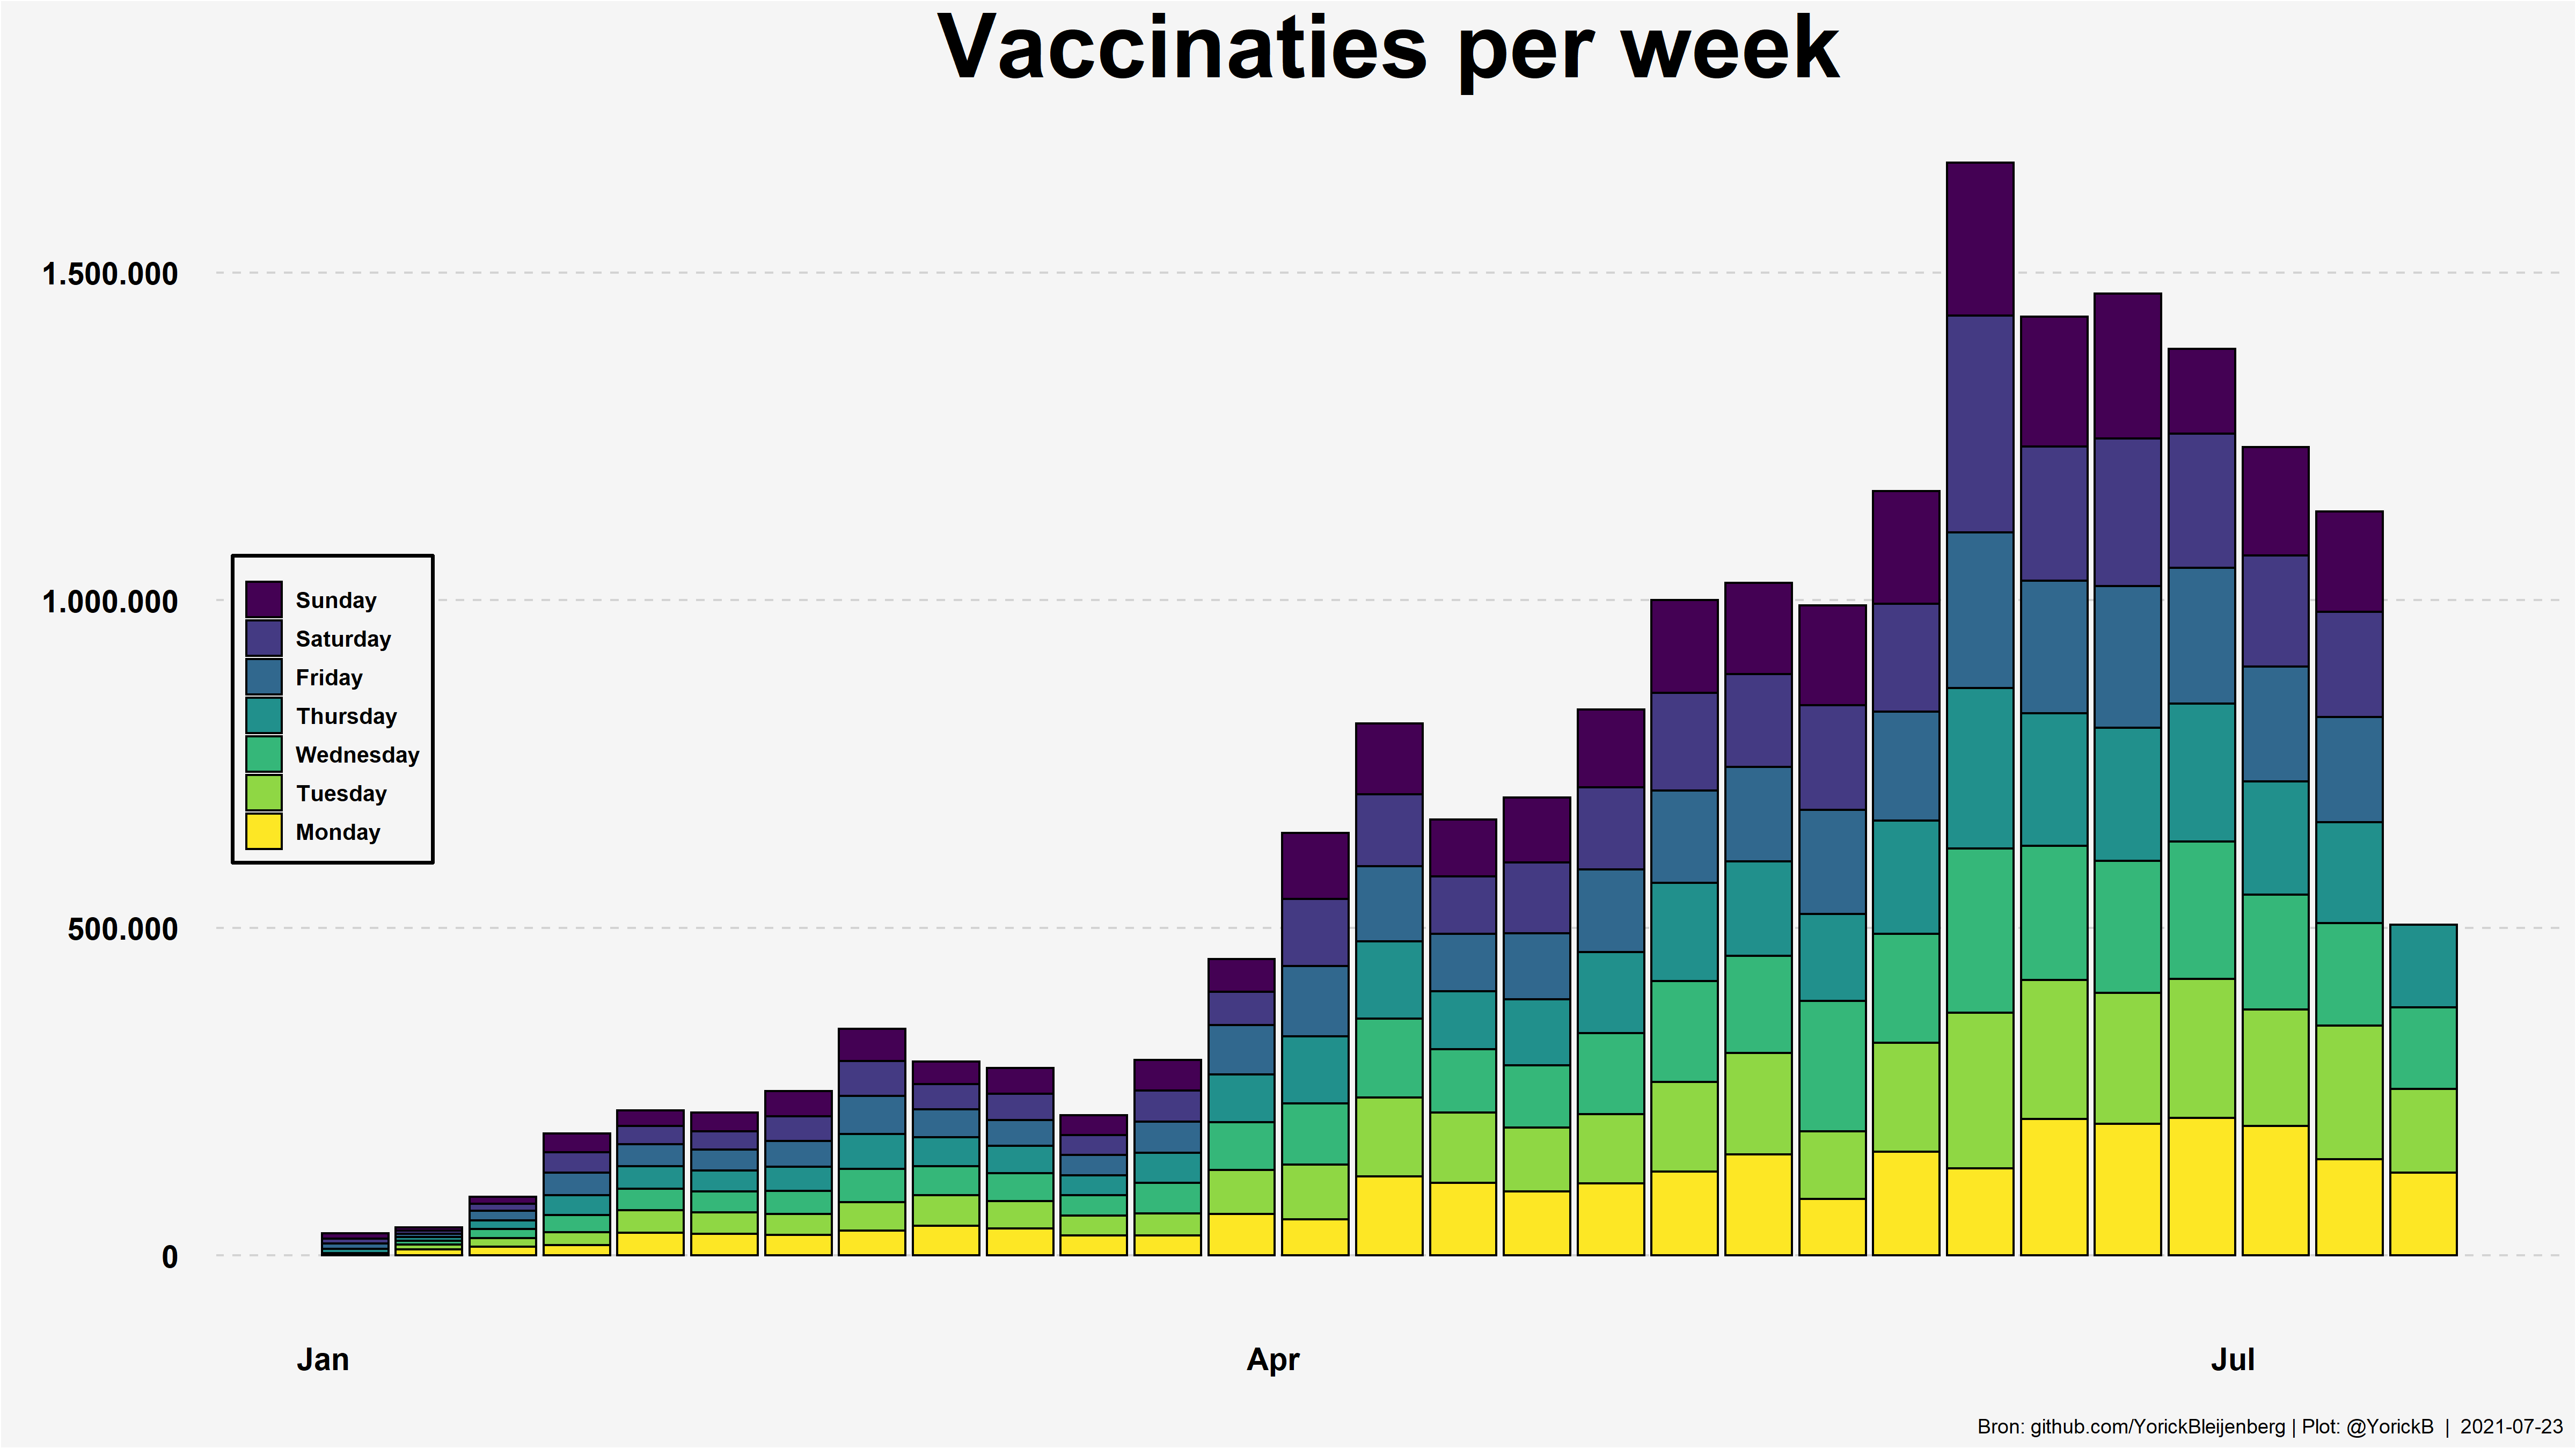 Vaccinaties per week
1.500.000
1.000.000
500.000
0
Sunday
Saturday
Friday
Thursday
Wednesday
Tuesday
Monday
Jan Apr Jul
Bron: github.com/YorickBleijenberg | Plot: @YorickB | 2021-07-23